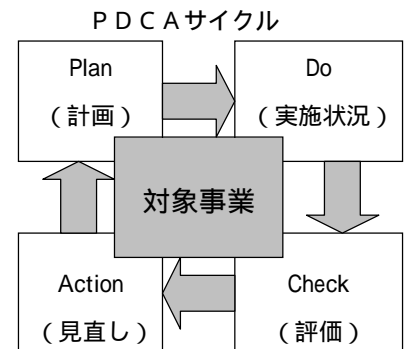 ＰＤＣＡサイクル
Plan
（計画）
Do
（実施状況）
対象事業
Action
（見直し）
Check
（評価）